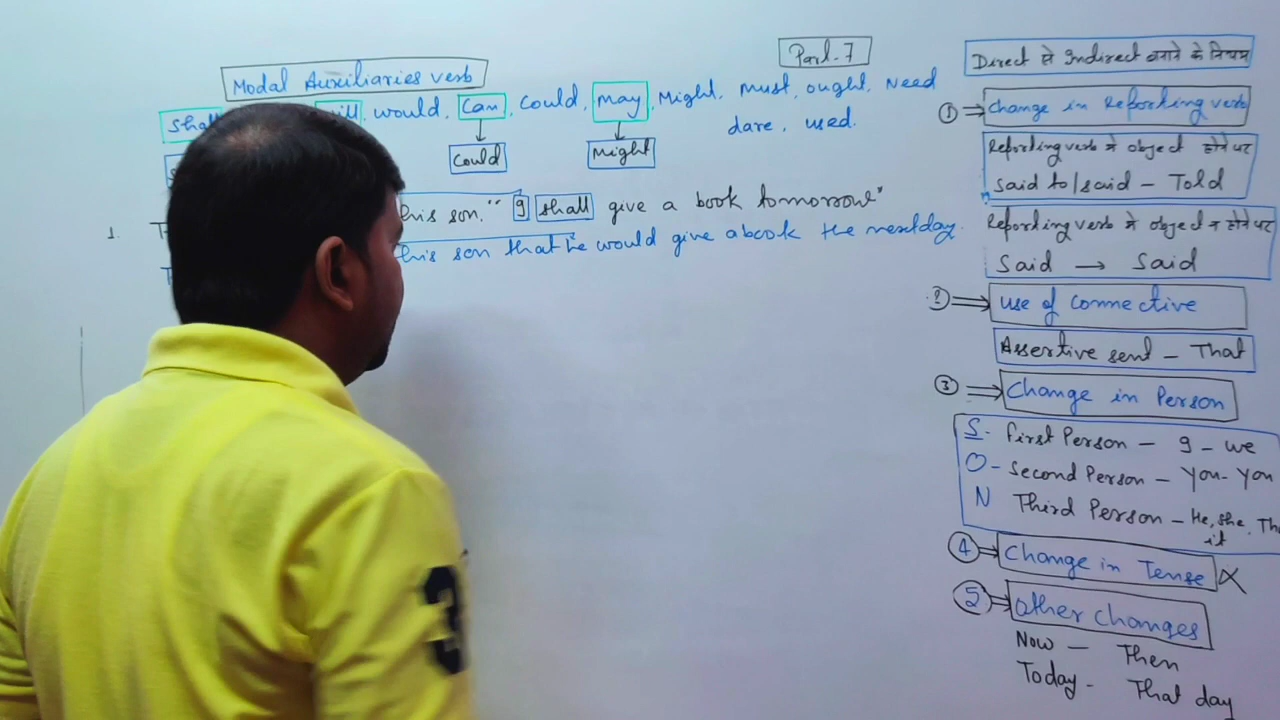 Part-7
Modal Auxiliaries verb
Shall, will, would, Can, Could, may, Might, Must, ought, Need
dare, used.
Could
Might
1. his son. "I shall give a book tomorrow"
his son that he would give a book the next day.
Direct से Indirect बनाने के नियम
① ⇒ Change in Reporting verb
Reporting verb मे object होने पर
Said to/said – Told
Reporting verb मे object न होने पर
Said → Said
② ⇒ use of connective
Assertive sent – That
③ ⇒ Change in Person
S - First Person – I – we
O - Second Person – You - You
N Third Person – He, she,
it
④ ⇒ Change in Tense X
⑤ ⇒ other changes
Now – Then
Today - That day
3